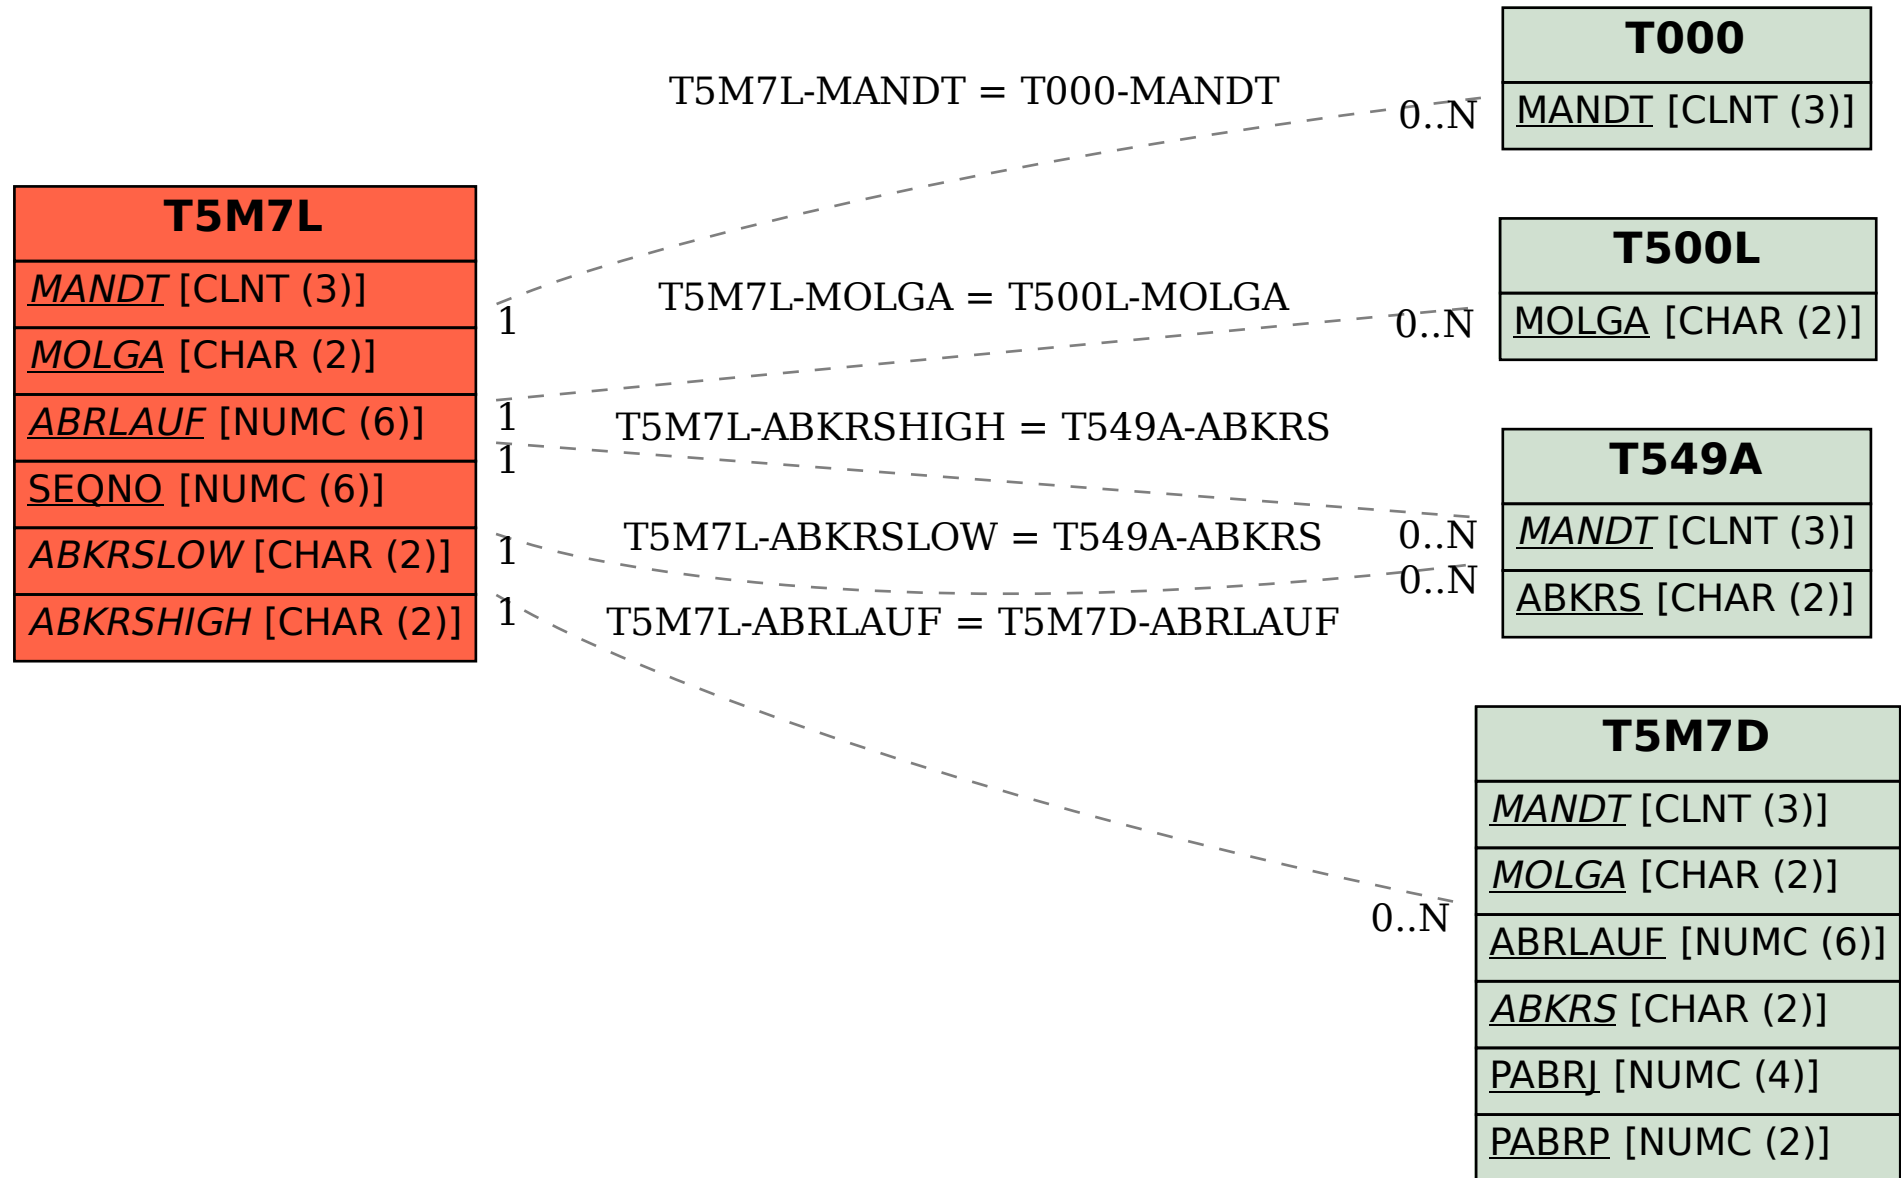 T5M7L
MANDT [CLNT (3)]
MOLGA [CHAR (2)]
ABRLAUF [NUMC (6)]
SEQNO [NUMC (6)]
ABKRSLOW [CHAR (2)]
ABKRSHIGH [CHAR (2)]
T5M7L-MANDT = T000-MANDT
1
0..N
T5M7L-MOLGA = T500L-MOLGA
1
0..N
T5M7L-ABKRSHIGH = T549A-ABKRS
1
0..N
T5M7L-ABKRSLOW = T549A-ABKRS
1
0..N
T5M7L-ABRLAUF = T5M7D-ABRLAUF
1
0..N
T000
MANDT [CLNT (3)]
T500L
MOLGA [CHAR (2)]
T549A
MANDT [CLNT (3)]
ABKRS [CHAR (2)]
T5M7D
MANDT [CLNT (3)]
MOLGA [CHAR (2)]
ABRLAUF [NUMC (6)]
ABKRS [CHAR (2)]
PABRJ [NUMC (4)]
PABRP [NUMC (2)]